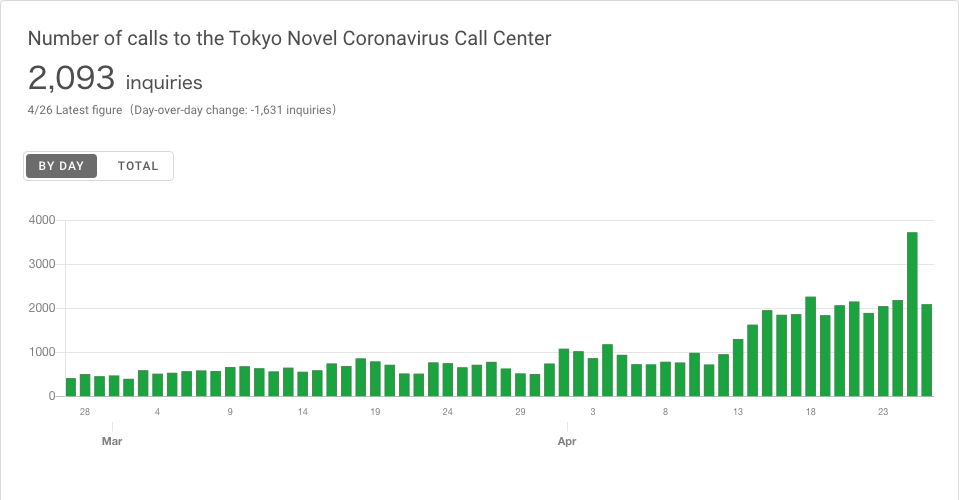 Number of calls to the Tokyo Novel Coronavirus Call Center
2,093 inquiries
4/26 Latest figure（Day-over-day change: -1,631 inquiries）
BY DAY TOTAL
4000
3000
2000
1000
0
28 4 9 14 19 24 29 3 8 13 18 23
Mar Apr